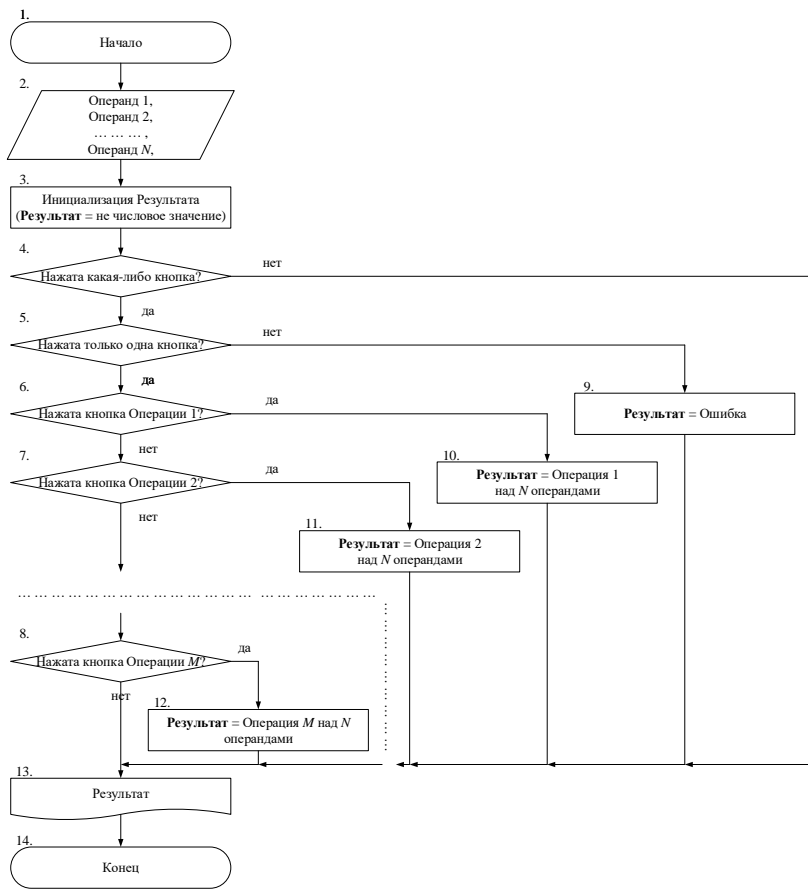 1.
Начало
2.
Операнд 1,
Операнд 2,
... ... ... ,
Операнд N,
3.
Инициализация Результата
(Результат = не числовое значение)
4.
Нажата какая-либо кнопка?
нет
да
5.
Нажата только одна кнопка?
нет
да
6.
Нажата кнопка Операции 1?
да
нет
9.
Результат = Ошибка
7.
Нажата кнопка Операции 2?
да
нет
10.
Результат = Операция 1
над N операндами
11.
Результат = Операция 2
над N операндами
... ... ... ... ... ... ... ... ... ... ... ... ... ... ... ... ... ... ... ...
8.
Нажата кнопка Операции M?
да
нет
12.
Результат = Операция M над N
операндами
13.
Результат
14.
Конец